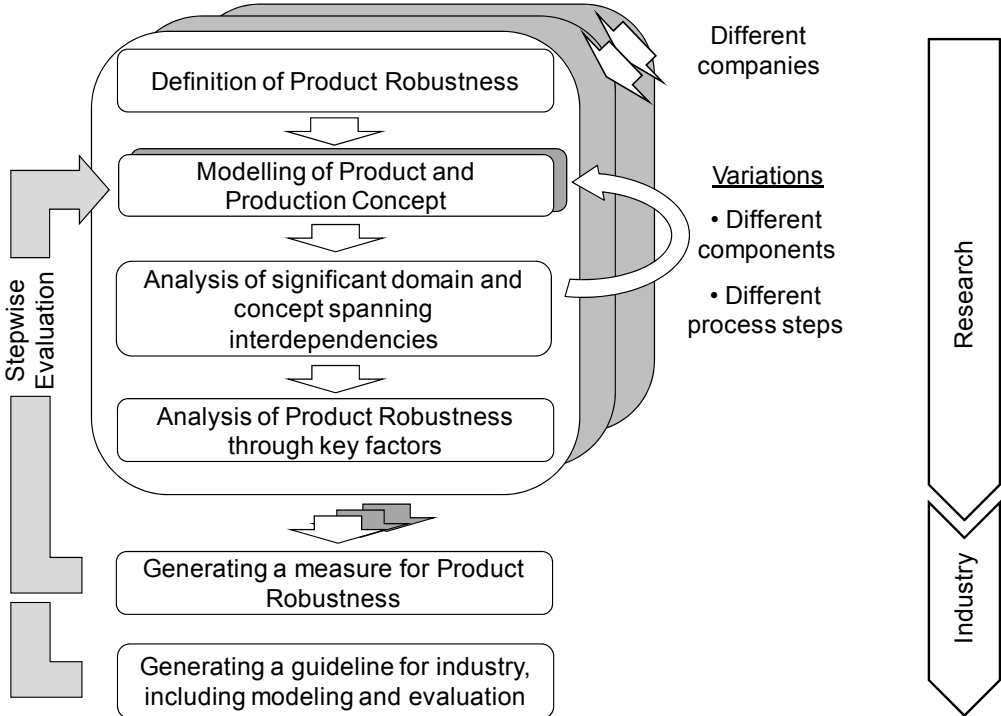 Different
companies
Definition of Product Robustness
Modelling of Product and
Production Concept
Variations
• Different
components
• Different
process steps
Analysis of significant domain and
concept spanning
interdependencies
Analysis of Product Robustness
through key factors
Generating a measure for Product
Robustness
Generating a guideline for industry,
including modeling and evaluation
Stepwise
Evaluation
Research
Industry